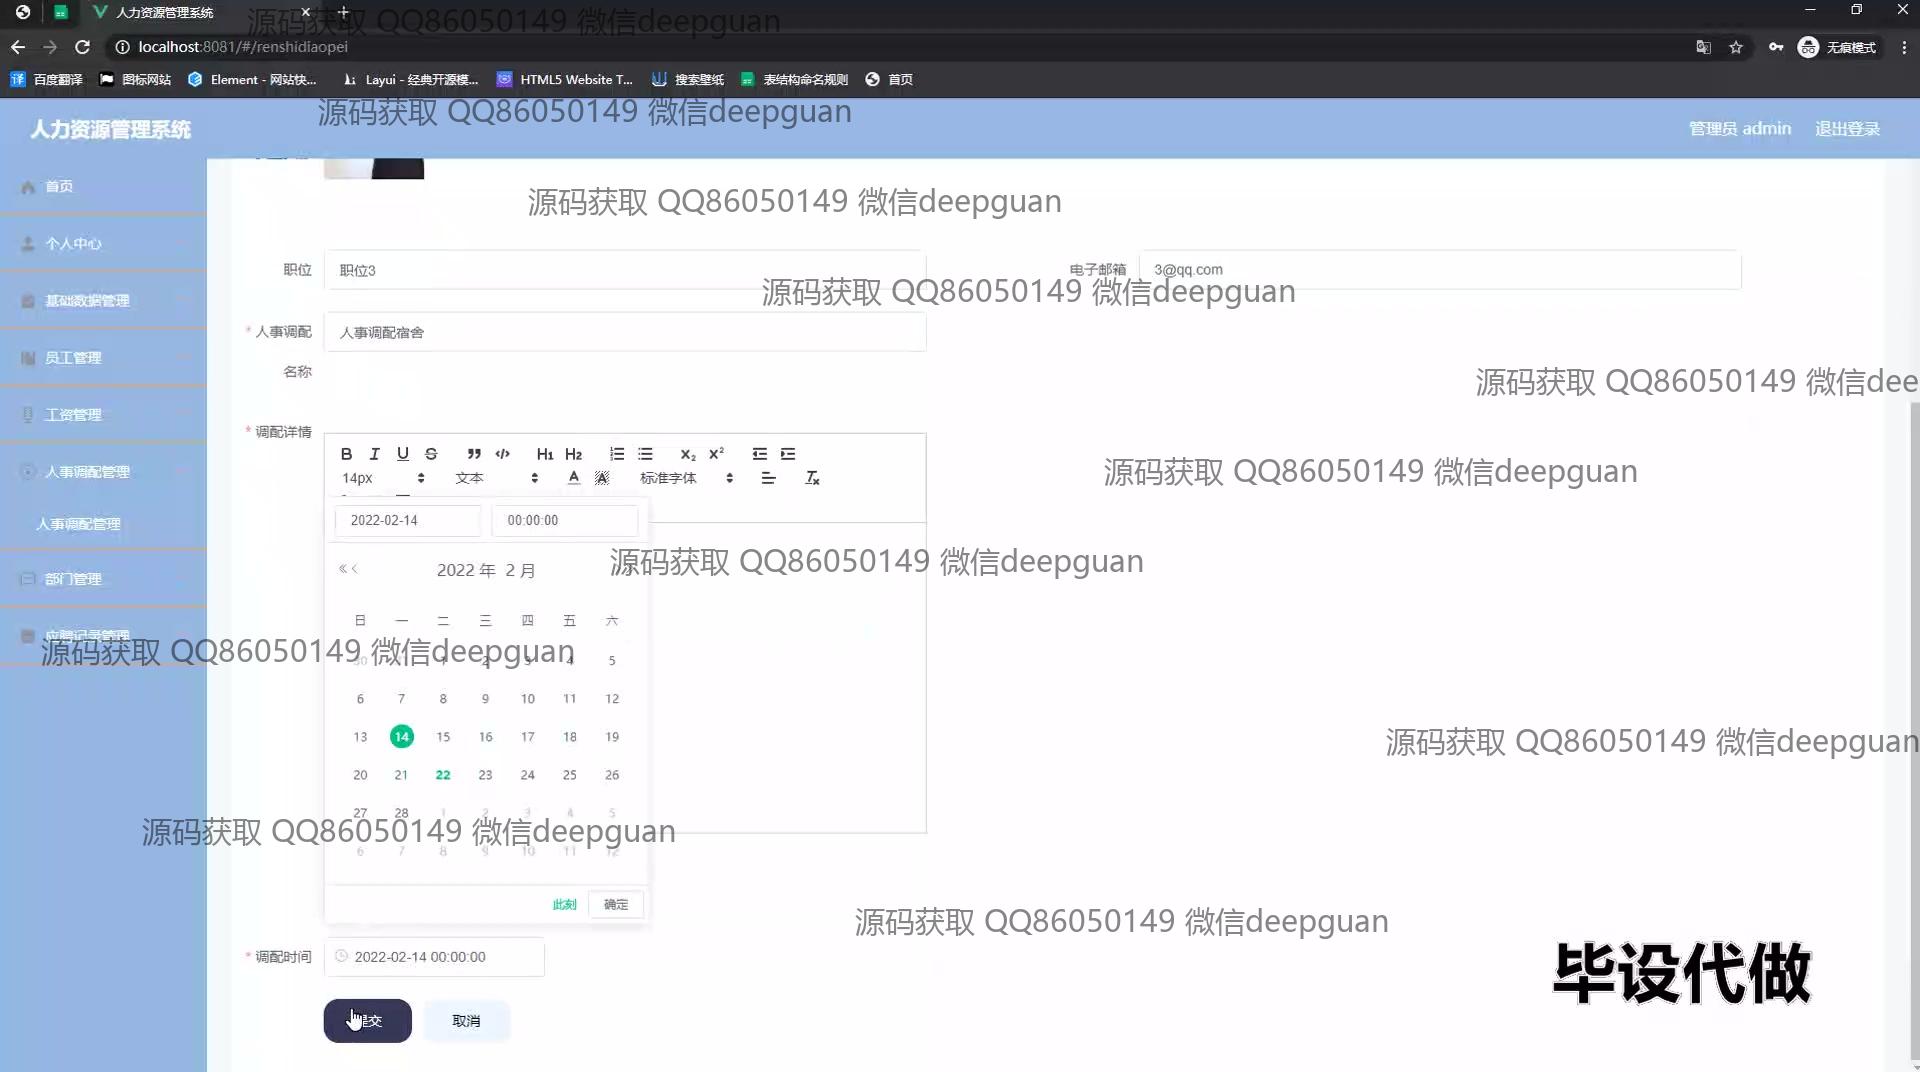 人力资源管理系统
源码获取 QQ86050149 微信deepguan
localhost:8081/#/renshidiaopei
无痕模式
百度翻译
图标网站
Element - 网站快...
Layui - 经典开源模...
HTML5 Website T...
搜索壁纸
表结构命名规则
首页
源码获取 QQ86050149 微信deepguan
人力资源管理系统
管理员 admin
退出登录
首页
源码获取 QQ86050149 微信deepguan
个人中心
职位
职位3
电子邮箱
3@qq.com
源码获取 QQ86050149 微信deepguan
基础数据管理
* 人事调配
人事调配宿舍
名称
员工管理
源码获取 QQ86050149 微信dee
工资管理
* 调配详情
B I U S H1 H2 X₂ X²
14px 文本 A A 标准字体
人事调配管理
源码获取 QQ86050149 微信deepguan
人事调配管理
2022-02-14
00:00:00
源码获取 QQ86050149 微信deepguan
2022 年 2 月
部门管理
日 一 二 三 四 五 六
应聘记录管理
源码获取 QQ86050149 微信deepguan
30 1 2 3 4 5
6 7 8 9 10 11 12
13 14 15 16 17 18 19
源码获取 QQ86050149 微信deepguan
20 21 22 23 24 25 26
27 28 1 2 3 4 5
源码获取 QQ86050149 微信deepguan
6 7 8 9 10 11 12
此刻
确定
源码获取 QQ86050149 微信deepguan
* 调配时间
2022-02-14 00:00:00
毕设代做
交
取消